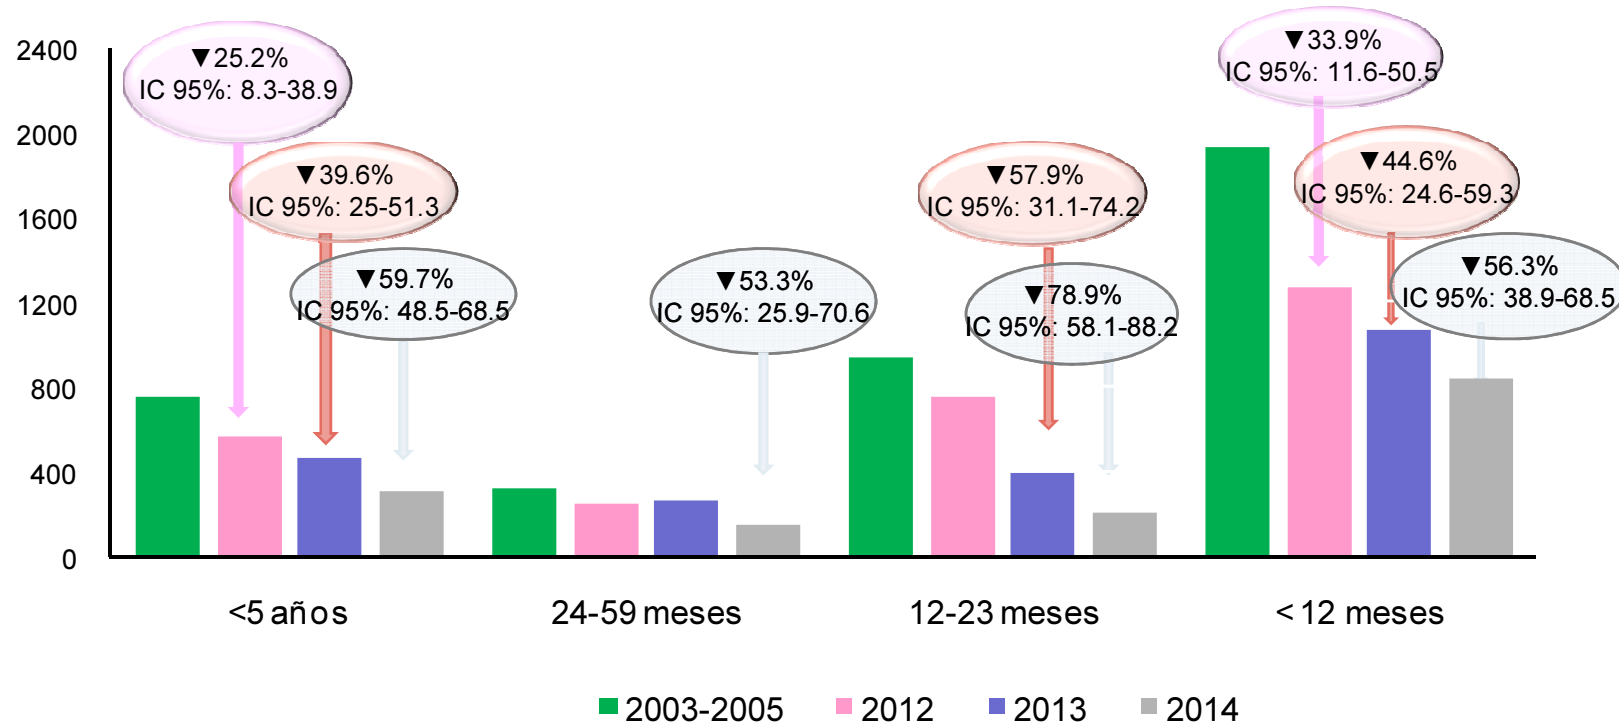 2400
2000
1600
1200
800
400
0
▼25.2%
IC 95%: 8.3-38.9
▼39.6%
IC 95%: 25-51.3
▼59.7%
IC 95%: 48.5-68.5
▼53.3%
IC 95%: 25.9-70.6
▼57.9%
IC 95%: 31.1-74.2
▼78.9%
IC 95%: 58.1-88.2
▼33.9%
IC 95%: 11.6-50.5
▼44.6%
IC 95%: 24.6-59.3
▼56.3%
IC 95%: 38.9-68.5
<5 años
24-59 meses
12-23 meses
< 12 meses
2003-2005
2012
2013
2014